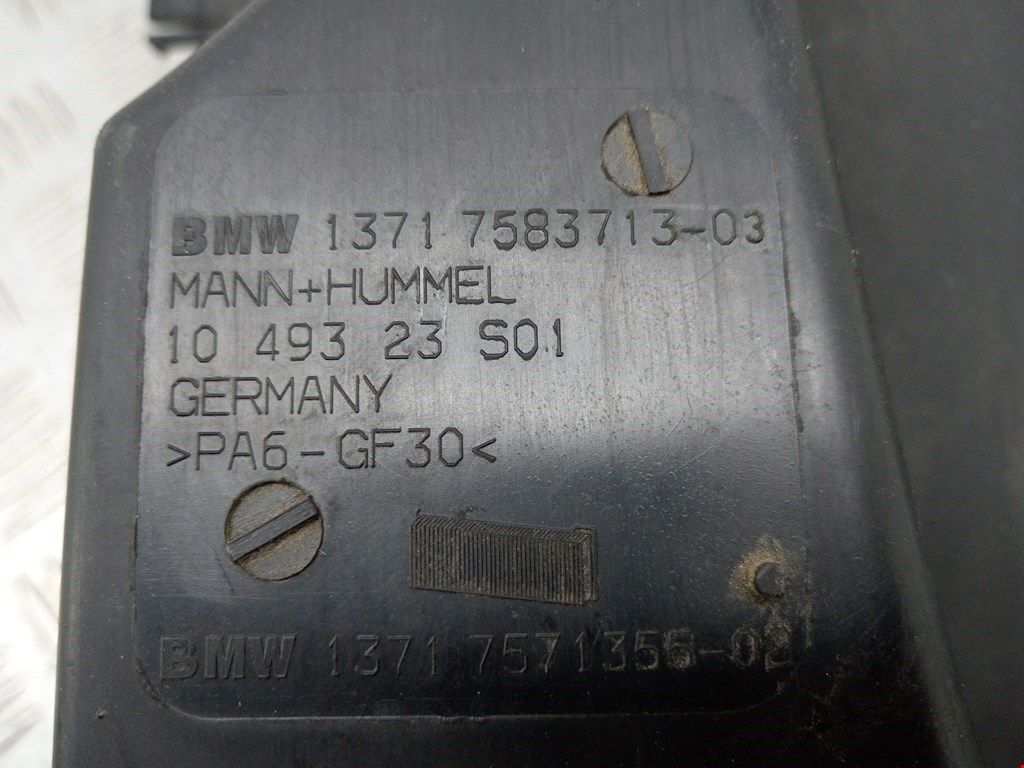 BMW 1371 7583713-03
MANN+HUMMEL
10 493 23 S01
GERMANY
>PA6-GF30<
BMW 1371 7571356-02